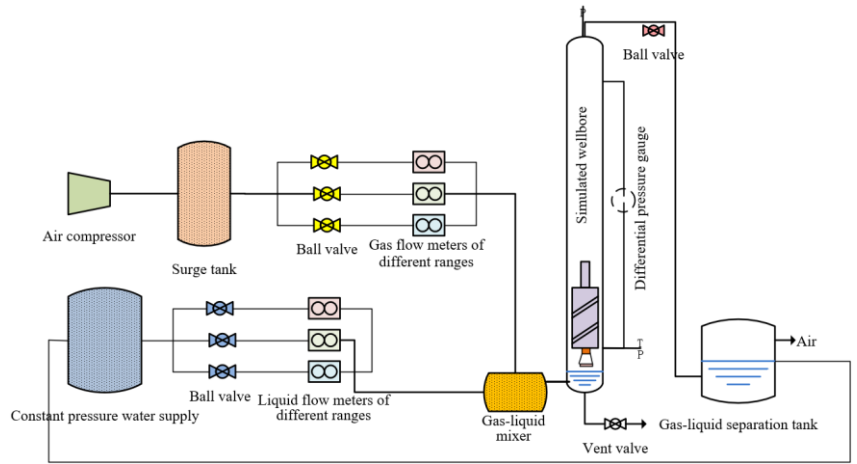 P
Ball valve
Simulated wellbore
Differential pressure gauge
Air compressor
Surge tank
Ball valve
Gas flow meters of
different ranges
T
P
Air
Constant pressure water supply
Ball valve
Liquid flow meters of
different ranges
Gas-liquid
mixer
Vent valve
Gas-liquid separation tank